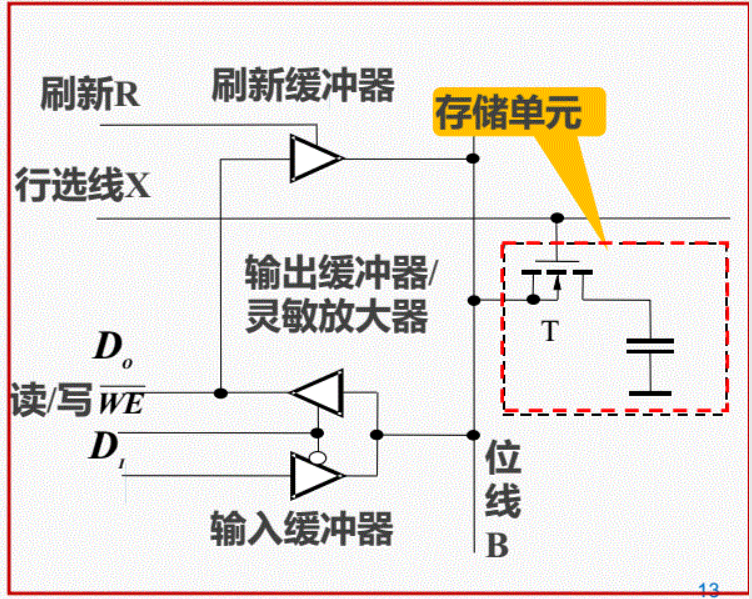 刷新缓冲器
刷新R
存储单元
行选线X
输出缓冲器/
灵敏放大器
T
Do
读/写 W̅E̅
DI
位
线
B
输入缓冲器
13